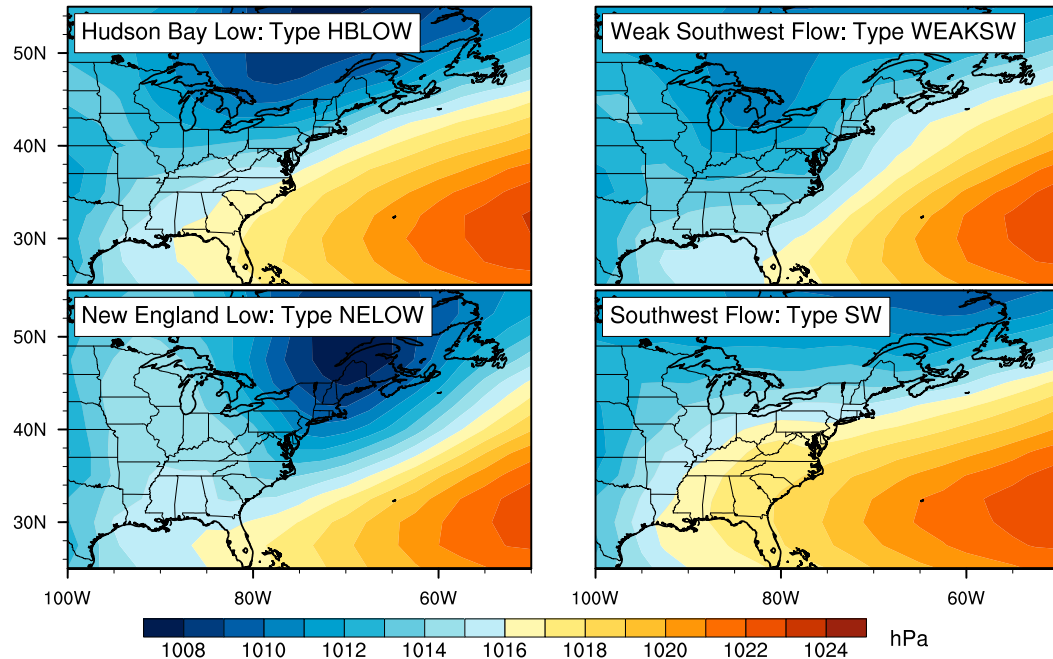 Hudson Bay Low: Type HBLOW
Weak Southwest Flow: Type WEAKSW
50N
40N
30N
New England Low: Type NELOW
Southwest Flow: Type SW
50N
40N
30N
100W 80W 60W 100W 80W 60W
1008 1010 1012 1014 1016 1018 1020 1022 1024 hPa